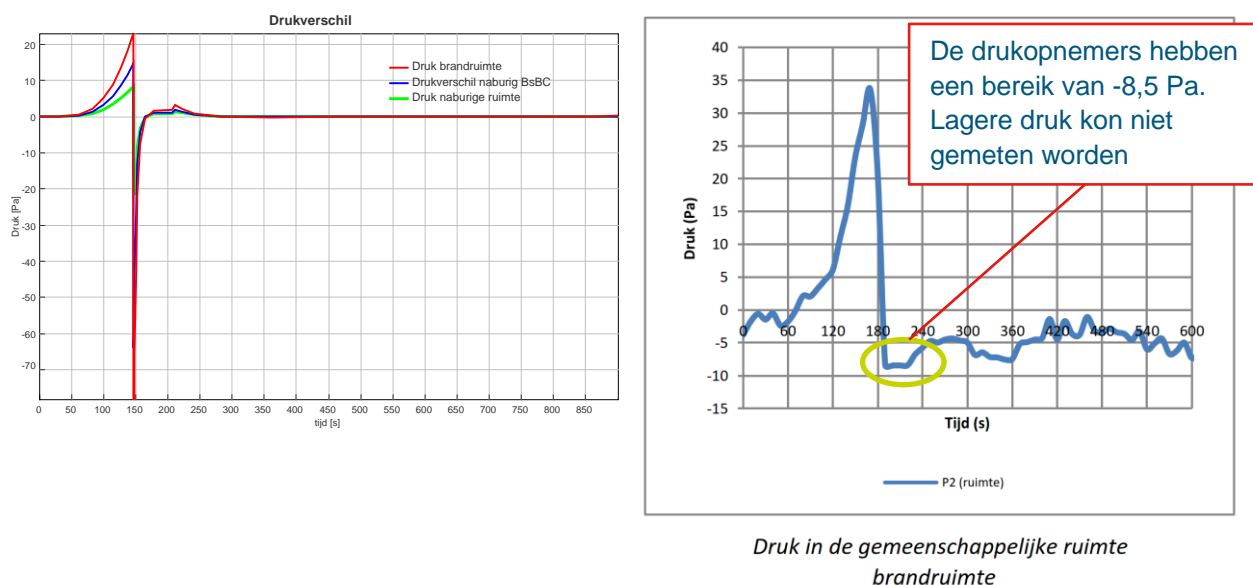 Drukverschil
20
10
0
-10
-20
-30
-40
-50
-60
-70
Druk [Pa]
Druk brandruimte
Drukverschil naburig BsBC
Druk naburige ruimte
0 50 100 150 200 250 300 350 400 450 500 550 600 650 700 750 800 850
tijd [s]
De drukopnemers hebben
een bereik van -8,5 Pa.
Lagere druk kon niet
gemeten worden
40
35
30
25
20
15
10
5
0
-5
-10
-15
Druk (Pa)
0 60 120 180 240 300 360 420 480 540 600
Tijd (s)
P2 (ruimte)
Druk in de gemeenschappelijke ruimte
brandruimte